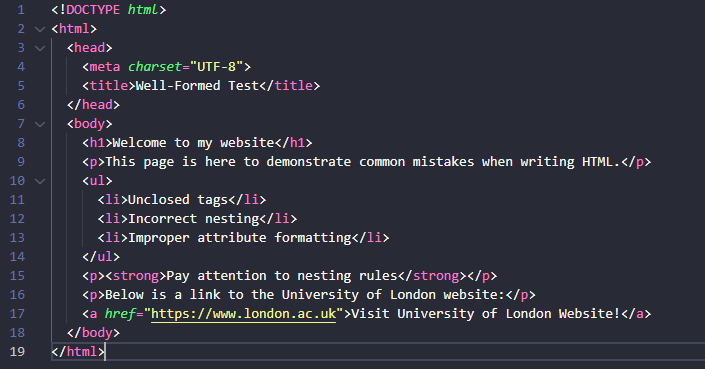 1 <!DOCTYPE html>
2 <html>
3 <head>
4 <meta charset="UTF-8">
5 <title>Well-Formed Test</title>
6 </head>
7 <body>
8 <h1>Welcome to my website</h1>
9 <p>This page is here to demonstrate common mistakes when writing HTML.</p>
10 <ul>
11 <li>Unclosed tags</li>
12 <li>Incorrect nesting</li>
13 <li>Improper attribute formatting</li>
14 </ul>
15 <p><strong>Pay attention to nesting rules</strong></p>
16 <p>Below is a link to the University of London website:</p>
17 <a href="https://www.london.ac.uk">Visit University of London Website!</a>
18 </body>
19 </html>